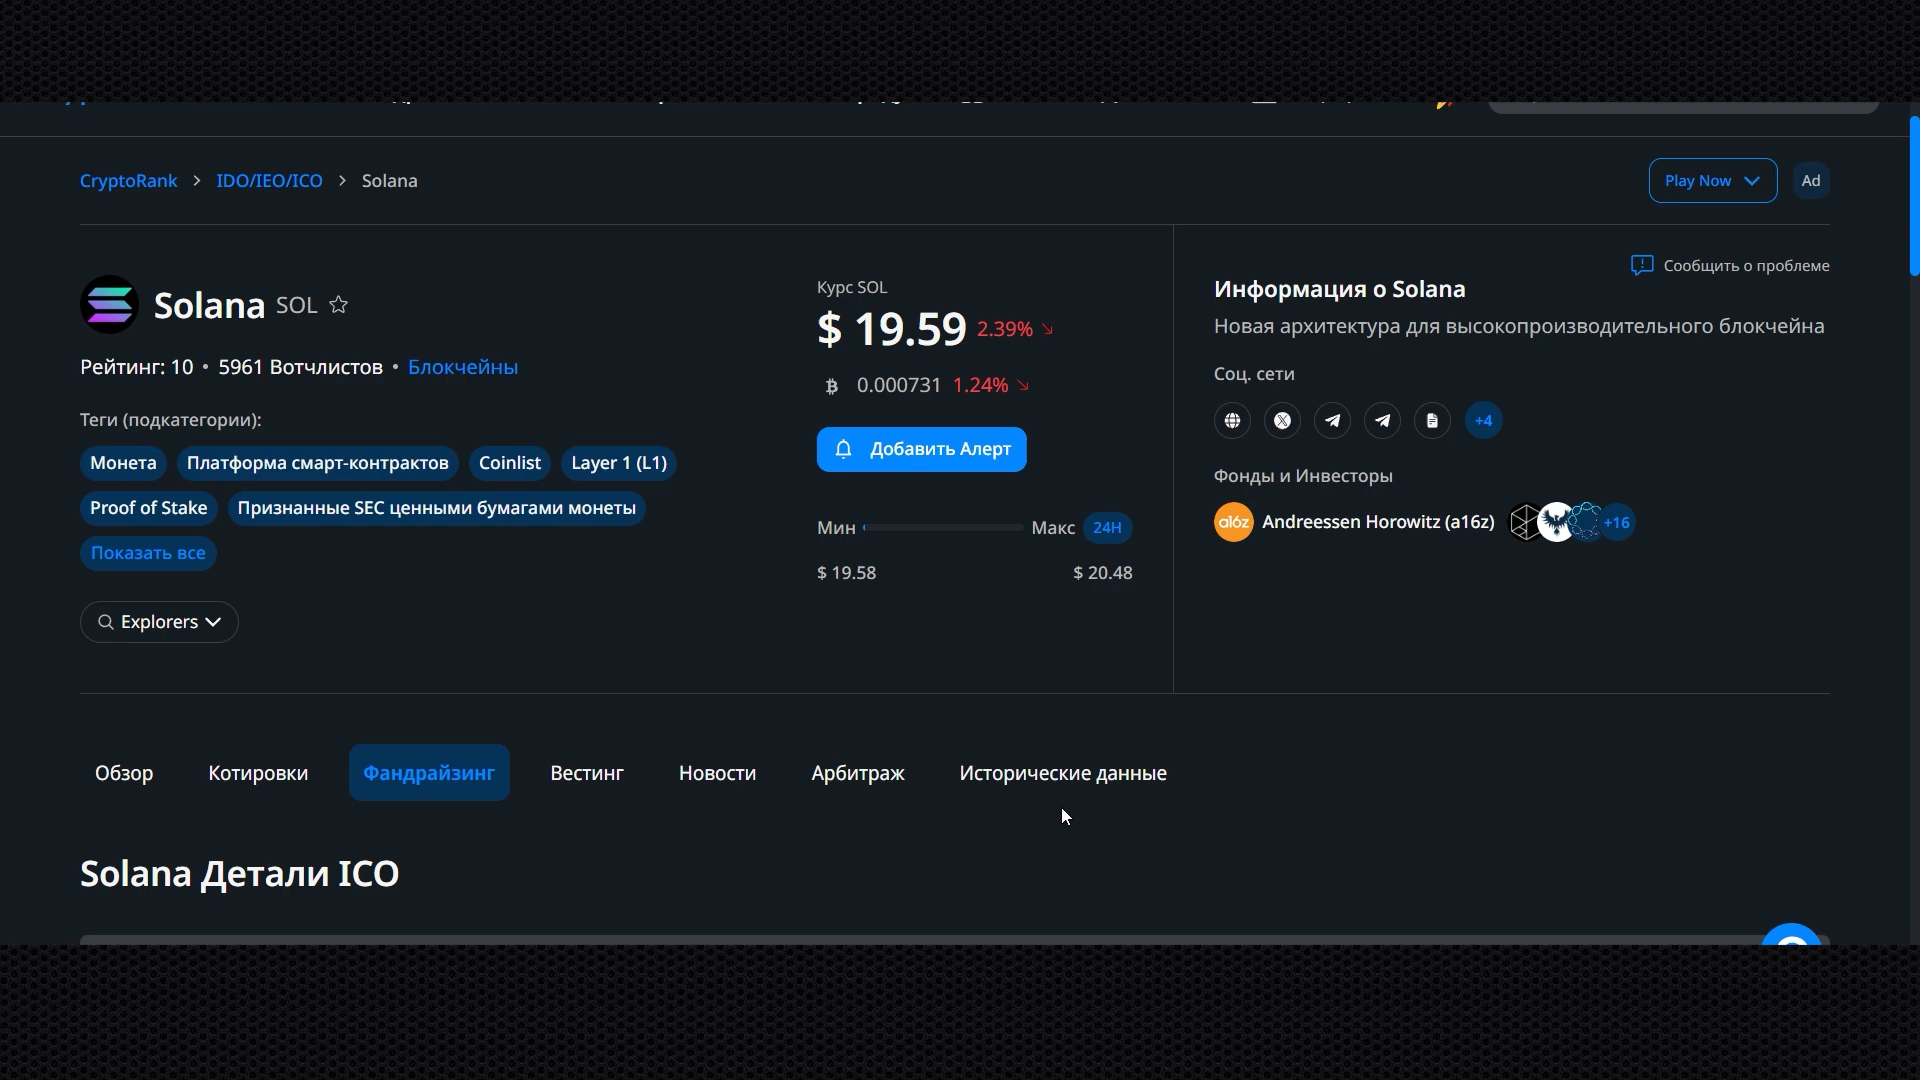 CryptoRank > IDO/IEO/ICO > Solana
Play Now
Ad
Solana SOL
Рейтинг: 10 • 5961 Вотчлистов • Блокчейны
Теги (подкатегории):
Монета
Платформа смарт-контрактов
Coinlist
Layer 1 (L1)
Proof of Stake
Признанные SEC ценными бумагами монеты
Показать все
Explorers
Курс SOL
$ 19.59 2.39%
0.000731 1.24%
Добавить Алерт
Мин
Макс 24H
$ 19.58
$ 20.48
Сообщить о проблеме
Информация о Solana
Новая архитектура для высокопроизводительного блокчейна
Соц. сети
+4
Фонды и Инвесторы
a16z Andreessen Horowitz (a16z) +16
Обзор
Котировки
Фандрайзинг
Вестинг
Новости
Арбитраж
Исторические данные
Solana Детали ICO